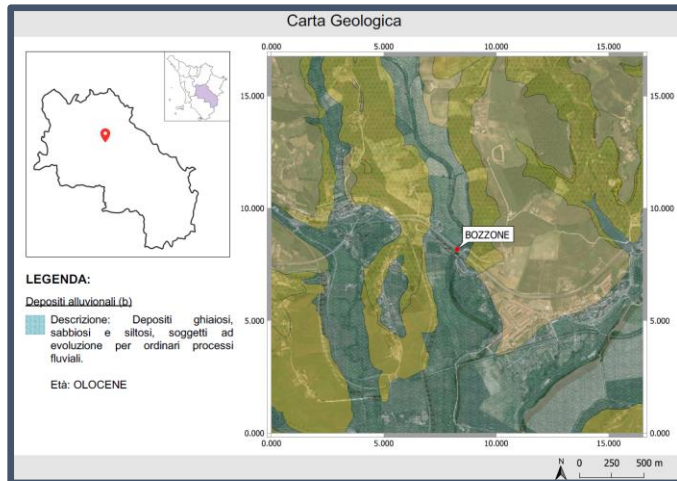 Carta Geologica
LEGENDA:
Depositi alluvionali (b)
Descrizione: Depositi ghiaiosi,
sabbiosi e siltosi, soggetti ad
evoluzione per ordinari processi
fluviali.
Età: OLOCENE
0.000 5.000 10.000 15.000
15.000 15.000
10.000 10.000
BOZZONE
5.000 5.000
0.000 0.000
0.000 5.000 10.000 15.000
N 0 250 500 m